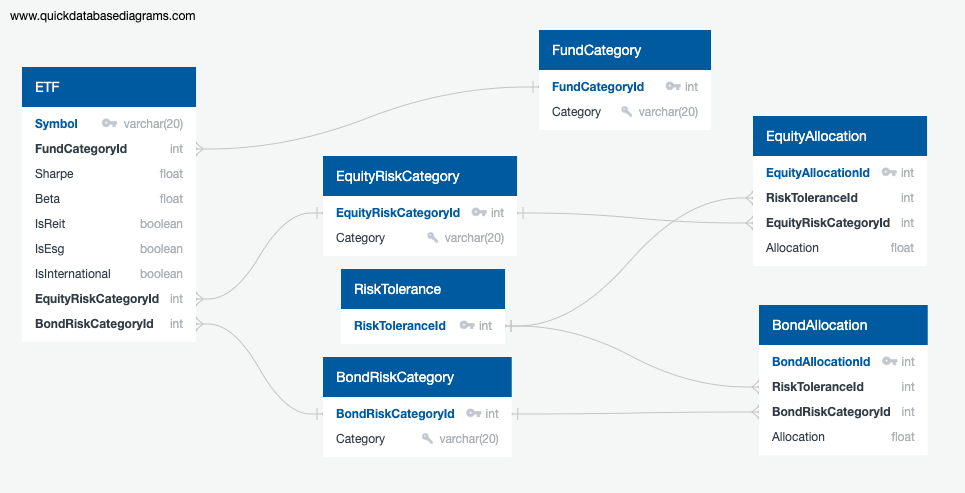 www.quickdatabasediagrams.com
ETF
Symbol varchar(20)
FundCategoryId int
Sharpe float
Beta float
IsReit boolean
IsEsg boolean
IsInternational boolean
EquityRiskCategoryId int
BondRiskCategoryId int
FundCategory
FundCategoryId int
Category varchar(20)
EquityRiskCategory
EquityRiskCategoryId int
Category varchar(20)
RiskTolerance
RiskToleranceId int
BondRiskCategory
BondRiskCategoryId int
Category varchar(20)
EquityAllocation
EquityAllocationId int
RiskToleranceId int
EquityRiskCategoryId int
Allocation float
BondAllocation
BondAllocationId int
RiskToleranceId int
BondRiskCategoryId int
Allocation float